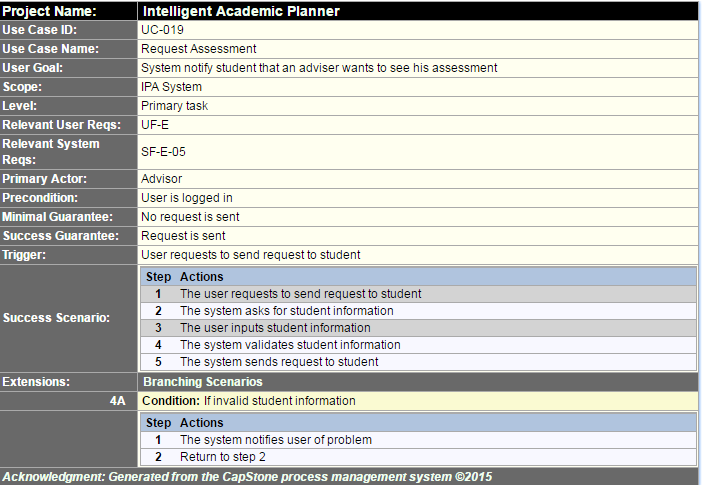 Project Name: Intelligent Academic Planner
Use Case ID: UC-019
Use Case Name: Request Assessment
User Goal: System notify student that an adviser wants to see his assessment
Scope: IPA System
Level: Primary task
Relevant User Reqs: UF-E
Relevant System
Reqs: SF-E-05
Primary Actor: Advisor
Precondition: User is logged in
Minimal Guarantee: No request is sent
Success Guarantee: Request is sent
Trigger: User requests to send request to student
Success Scenario:
Step Actions
1 The user requests to send request to student
2 The system asks for student information
3 The user inputs student information
4 The system validates student information
5 The system sends request to student
Extensions: Branching Scenarios
4A Condition: If invalid student information
Step Actions
1 The system notifies user of problem
2 Return to step 2
Acknowledgment: Generated from the CapStone process management system ©2015